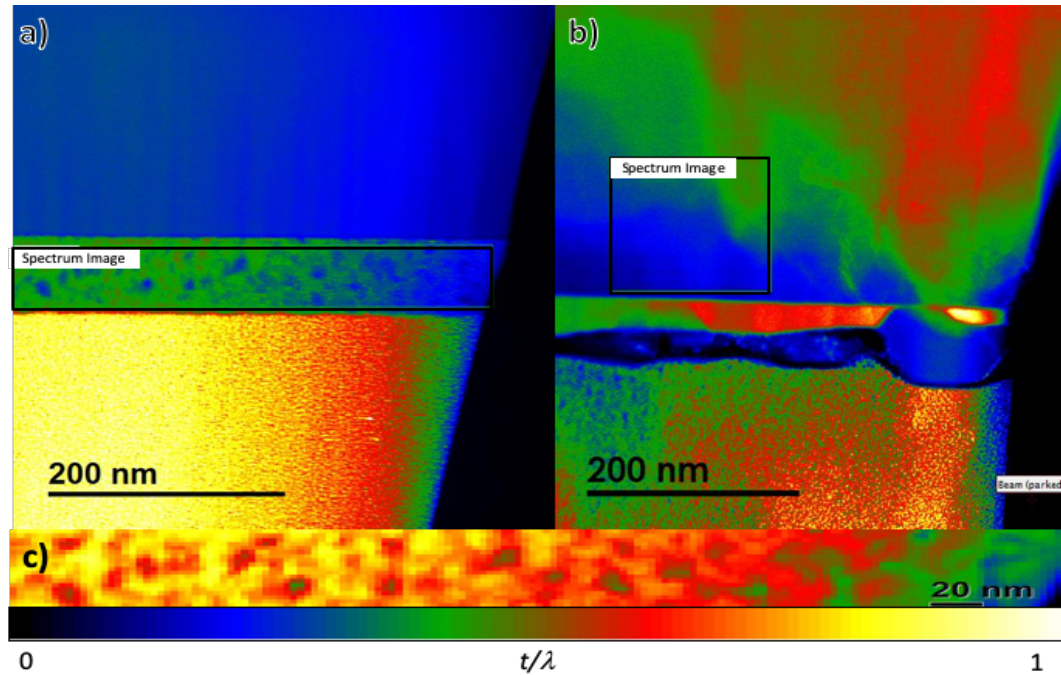 a)
Spectrum Image
200 nm
b)
Spectrum Image
200 nm
Beam (parked
c)
20 nm
0
t/λ
1